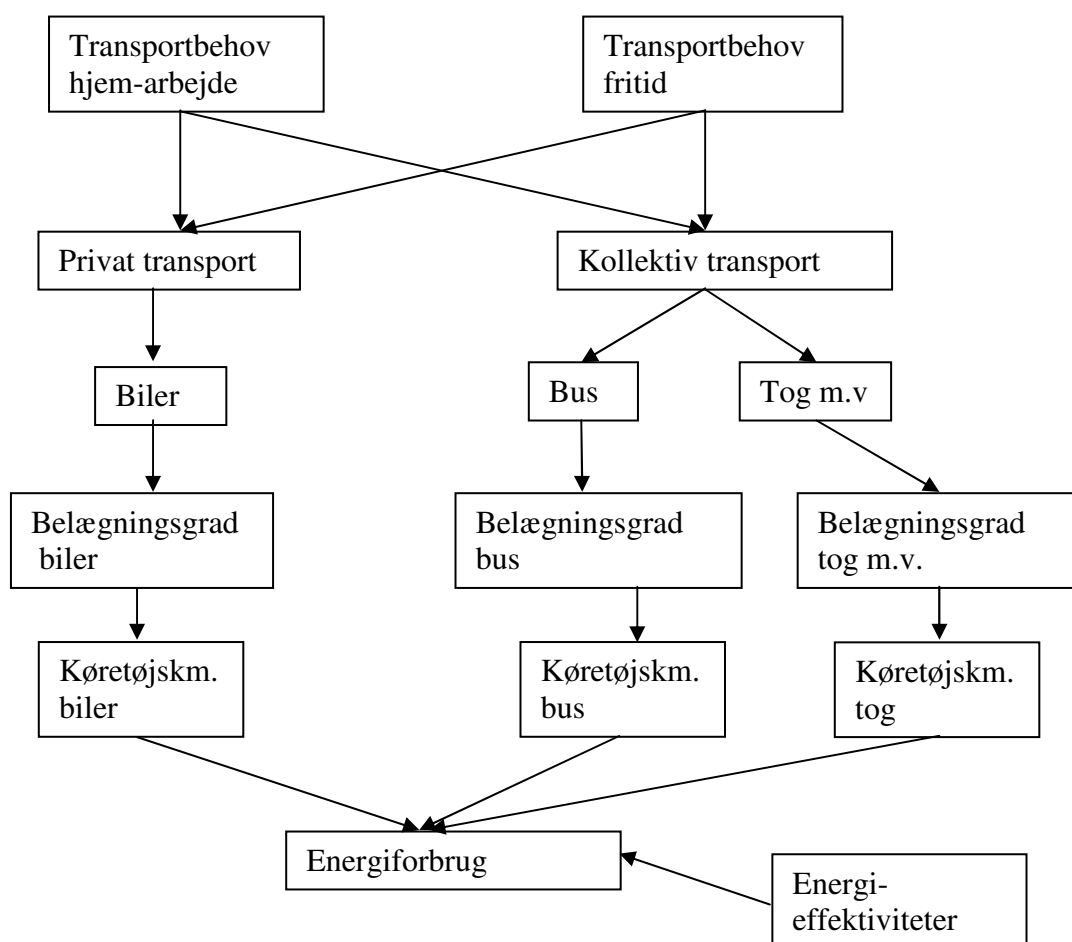 Transportbehov
hjem-arbejde
Transportbehov
fritid
Privat transport
Kollektiv transport
Biler
Bus
Tog m.v
Belægningsgrad
biler
Belægningsgrad
bus
Belægningsgrad
tog m.v.
Køretøjskm.
biler
Køretøjskm.
bus
Køretøjskm.
tog
Energiforbrug
Energi-
effektiviteter